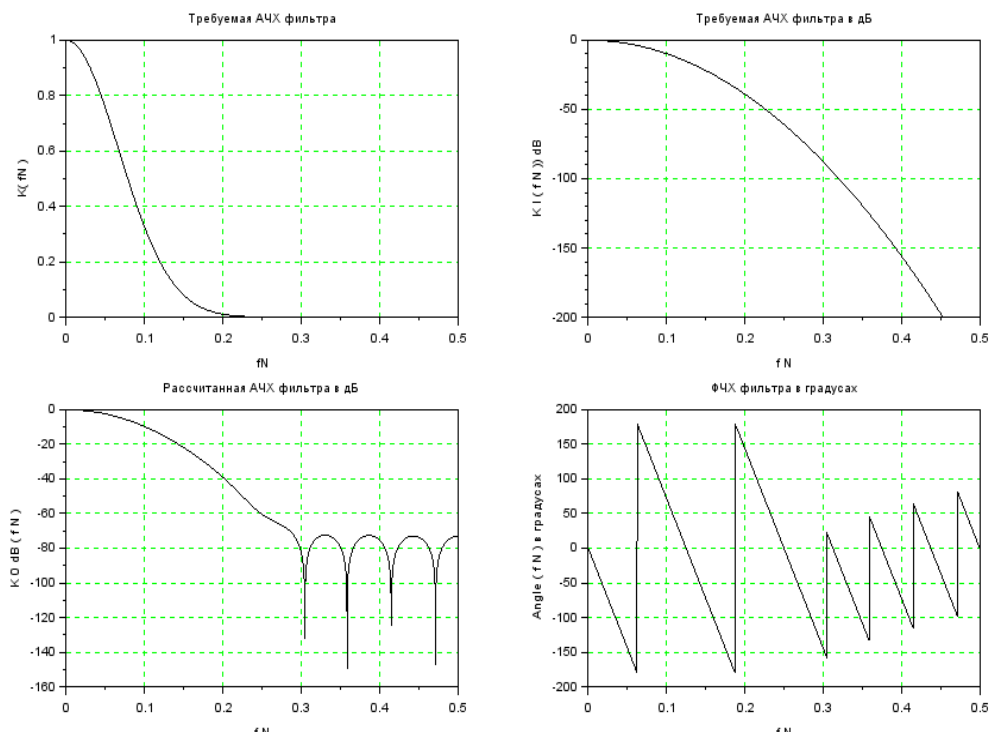 Требуемая АЧХ фильтра
1
0.8
0.6
0.4
0.2
0
K( fN )
0 0.1 0.2 0.3 0.4 0.5
fN
Требуемая АЧХ фильтра в дБ
0
-50
-100
-150
-200
K I ( f N )) dB
0 0.1 0.2 0.3 0.4 0.5
f N
Рассчитанная АЧХ фильтра в дБ
0
-20
-40
-60
-80
-100
-120
-140
-160
K 0 dB ( f N )
0 0.1 0.2 0.3 0.4 0.5
f N
ФЧХ фильтра в градусах
200
150
100
50
0
-50
-100
-150
-200
Angle ( f N ) в градусах
0 0.1 0.2 0.3 0.4 0.5
f N